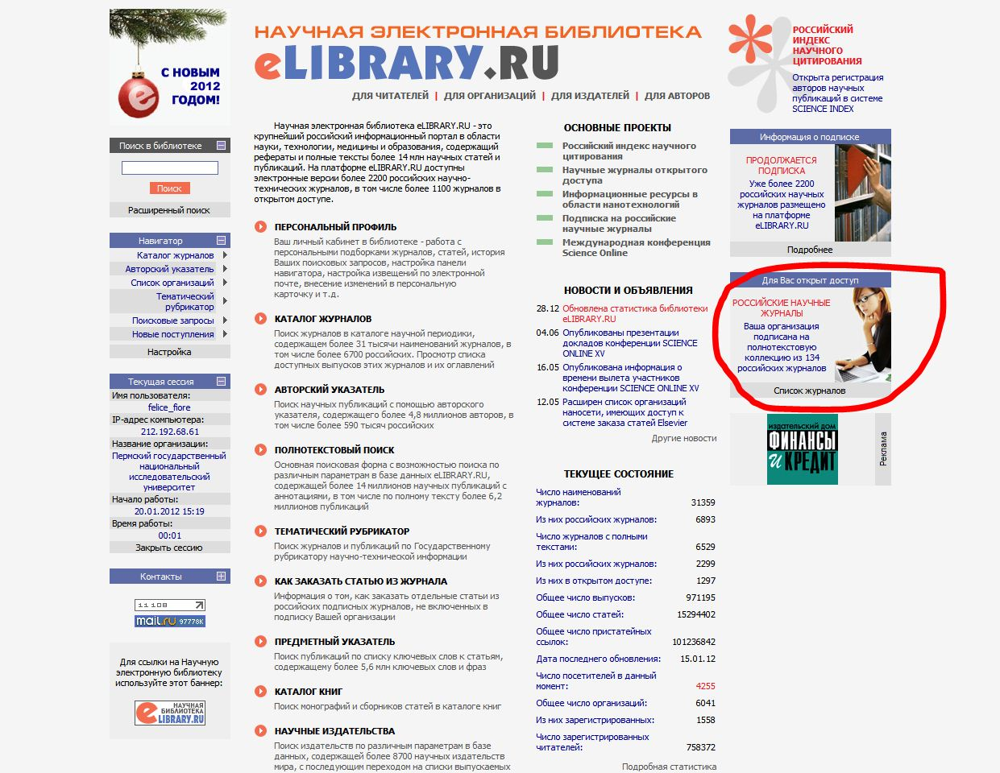 С НОВЫМ
2012
ГОДОМ!
Поиск в библиотеке
Поиск
Расширенный поиск
Навигатор
Каталог журналов
Авторский указатель
Список организаций
Тематический
рубрикатор
Поисковые запросы
Новые поступления
Настройка
Текущая сессия
Имя пользователя:
felice_fiore
IP-адрес компьютера:
212.192.68.61
Название организации:
Пермский государственный
национальный
исследовательский
университет
Начало работы:
20.01.2012 15:19
Время работы:
00:01
Закрыть сессию
Контакты
11108
mail.ru 97778K
Для ссылки на Научную
электронную библиотеку
используйте этот баннер:
НАУЧНАЯ
БИБЛИОТЕКА
eLIBRARY.RU
НАУЧНАЯ ЭЛЕКТРОННАЯ БИБЛИОТЕКА
eLIBRARY.RU
ДЛЯ ЧИТАТЕЛЕЙ | ДЛЯ ОРГАНИЗАЦИЙ | ДЛЯ ИЗДАТЕЛЕЙ | ДЛЯ АВТОРОВ
Научная электронная библиотека eLIBRARY.RU - это
крупнейший российский информационный портал в области
науки, технологии, медицины и образования, содержащий
рефераты и полные тексты более 14 млн научных статей и
публикаций. На платформе eLIBRARY.RU доступны
электронные версии более 2200 российских научно-
технических журналов, в том числе более 1100 журналов в
открытом доступе.
ПЕРСОНАЛЬНЫЙ ПРОФИЛЬ
Ваш личный кабинет в библиотеке - работа с
персональными подборками журналов, статей, история
Ваших поисковых запросов, настройка панели
навигатора, настройка извещений по электронной
почте, внесение изменений в персональную
карточку и т.д.
КАТАЛОГ ЖУРНАЛОВ
Поиск журналов в каталоге научной периодики,
содержащем более 31 тысячи наименований журналов, в
том числе более 6700 российских. Просмотр списка
доступных выпусков этих журналов и их оглавлений
АВТОРСКИЙ УКАЗАТЕЛЬ
Поиск научных публикаций с помощью авторского
указателя, содержащего более 4,8 миллионов авторов, в
том числе более 590 тысяч российских
ПОЛНОТЕКСТОВЫЙ ПОИСК
Основная поисковая форма с возможностью поиска по
различным параметрам в базе данных eLIBRARY.RU,
содержащей более 14 миллионов научных публикаций с
аннотациями, в том числе по полному тексту более 6,2
миллионов публикаций
ТЕМАТИЧЕСКИЙ РУБРИКАТОР
Поиск журналов и публикаций по Государственному
рубрикатору научно-технической информации
КАК ЗАКАЗАТЬ СТАТЬЮ ИЗ ЖУРНАЛА
Информация о том, как заказать отдельные статьи из
российских подписных журналов, не включенных в
подписку Вашей организации
ПРЕДМЕТНЫЙ УКАЗАТЕЛЬ
Поиск публикаций по списку ключевых слов к статьям,
содержащему более 5,6 млн ключевых слов и фраз
КАТАЛОГ КНИГ
Поиск монографий и сборников статей в каталоге книг
НАУЧНЫЕ ИЗДАТЕЛЬСТВА
Поиск издательств по различным параметрам в базе
данных, содержащей более 8700 научных издательств
мира, с последующим переходом на списки выпускаемых
ОСНОВНЫЕ ПРОЕКТЫ
Российский индекс научного
цитирования
Научные журналы открытого
доступа
Информационные ресурсы в
области нанотехнологий
Подписка на российские
научные журналы
Международная конференция
Science Online
НОВОСТИ И ОБЪЯВЛЕНИЯ
28.12 Обновлена статистика библиотеки
eLIBRARY.RU
04.06 Опубликованы презентации
докладов конференции SCIENCE
ONLINE XV
16.05 Опубликована информация о
времени вылета участников
конференции SCIENCE ONLINE XV
12.05 Расширен список организаций
наносети, имеющих доступ к
системе заказа статей Elsevier
Другие новости
ТЕКУЩЕЕ СОСТОЯНИЕ
Число наименований
журналов: 31359
Из них российских журналов: 6893
Число журналов с полными
текстами: 6529
Из них российских журналов: 2299
Из них в открытом доступе: 1297
Общее число выпусков: 971195
Общее число статей: 15294402
Общее число пристатейных
ссылок: 101236842
Дата последнего обновления: 15.01.12
Число посетителей в данный
момент: 4255
Общее число организаций: 6041
Из них зарегистрированных: 1558
Число зарегистрированных
читателей: 758372
Подробная статистика
РОССИЙСКИЙ
ИНДЕКС
НАУЧНОГО
ЦИТИРОВАНИЯ
Открыта регистрация
авторов научных
публикаций в системе
SCIENCE INDEX
Информация о подписке
ПРОДОЛЖАЕТСЯ
ПОДПИСКА
Уже более 2200
российских научных
журналов размещено
на платформе
eLIBRARY.RU
Подробнее
Для Вас открыт доступ
РОССИЙСКИЕ НАУЧНЫЕ
ЖУРНАЛЫ
Ваша организация
подписана на
полнотекстовую
коллекцию из 134
российских журналов
Список журналов
ИЗДАТЕЛЬСКИЙ ДОМ
ФИНАНСЫ
И КРЕДИТ
Реклама